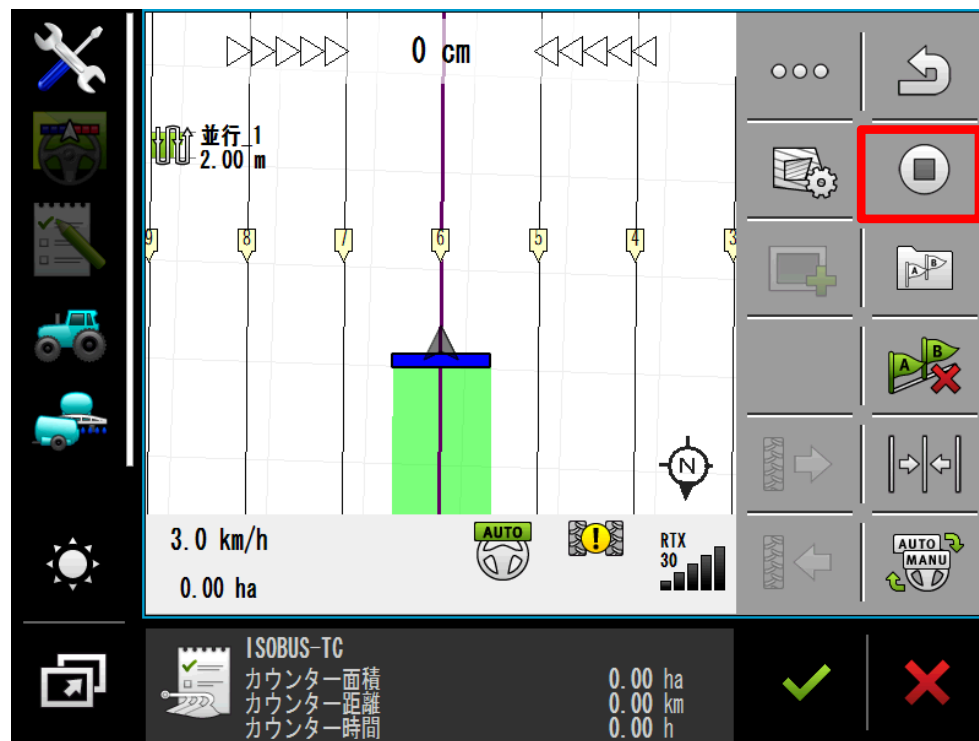 0 cm
並行_1
2.00 m
9 8 7 6 5 4 3
A B
A B
N
3.0 km/h
0.00 ha
AUTO
RTX
30
AUTO
MANU
ISOBUS-TC
カウンター面積 0.00 ha
カウンター距離 0.00 km
カウンター時間 0.00 h